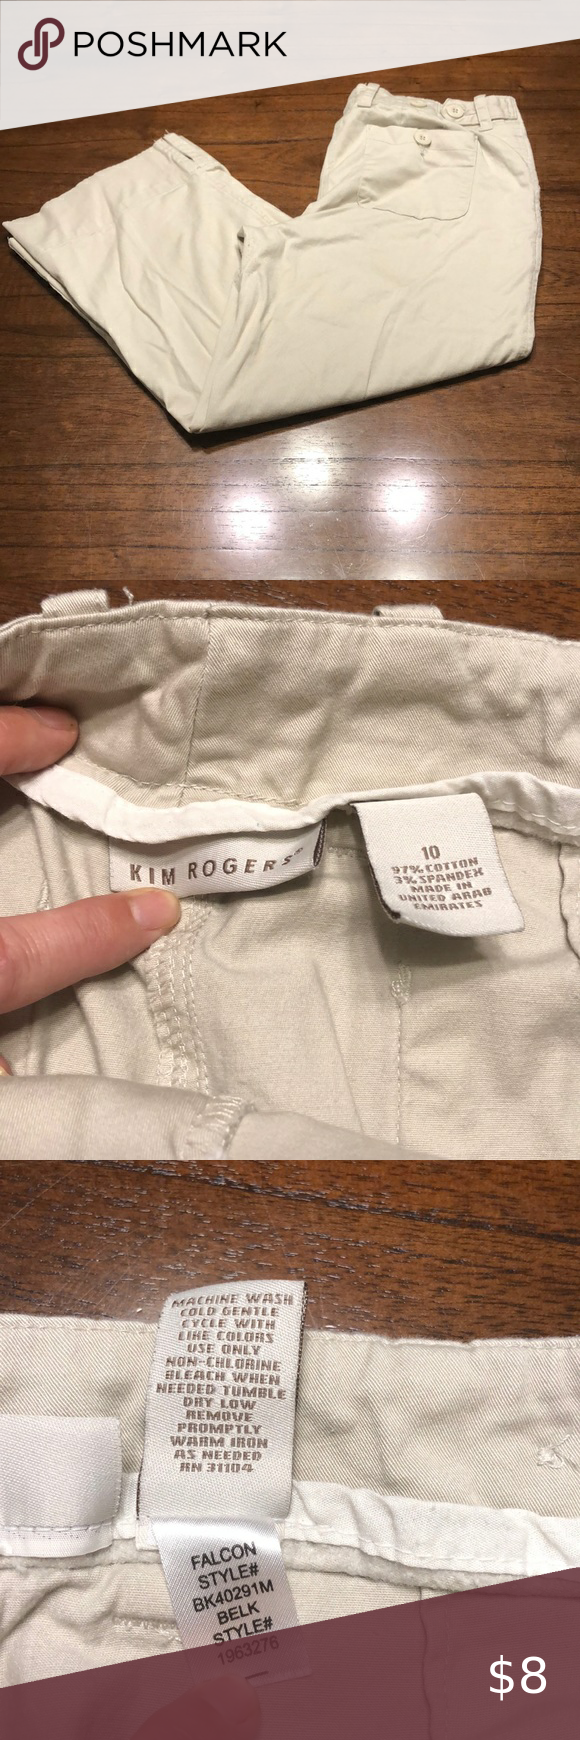 POSHMARK
KIM ROGERS
10
97% COTTON
3% SPANDEX
MADE IN
UNITED ARAB
EMIRATES
MACHINE WASH
COLD GENTLE
CYCLE WITH
LIKE COLORS
USE ONLY
NON-CHLORINE
BLEACH WHEN
NEEDED TUMBLE
DRY LOW
REMOVE
PROMPTLY
WARM IRON
AS NEEDED
RN 31104
FALCON
STYLE#
BK40291M
BELK
STYLE#
1963276
$8